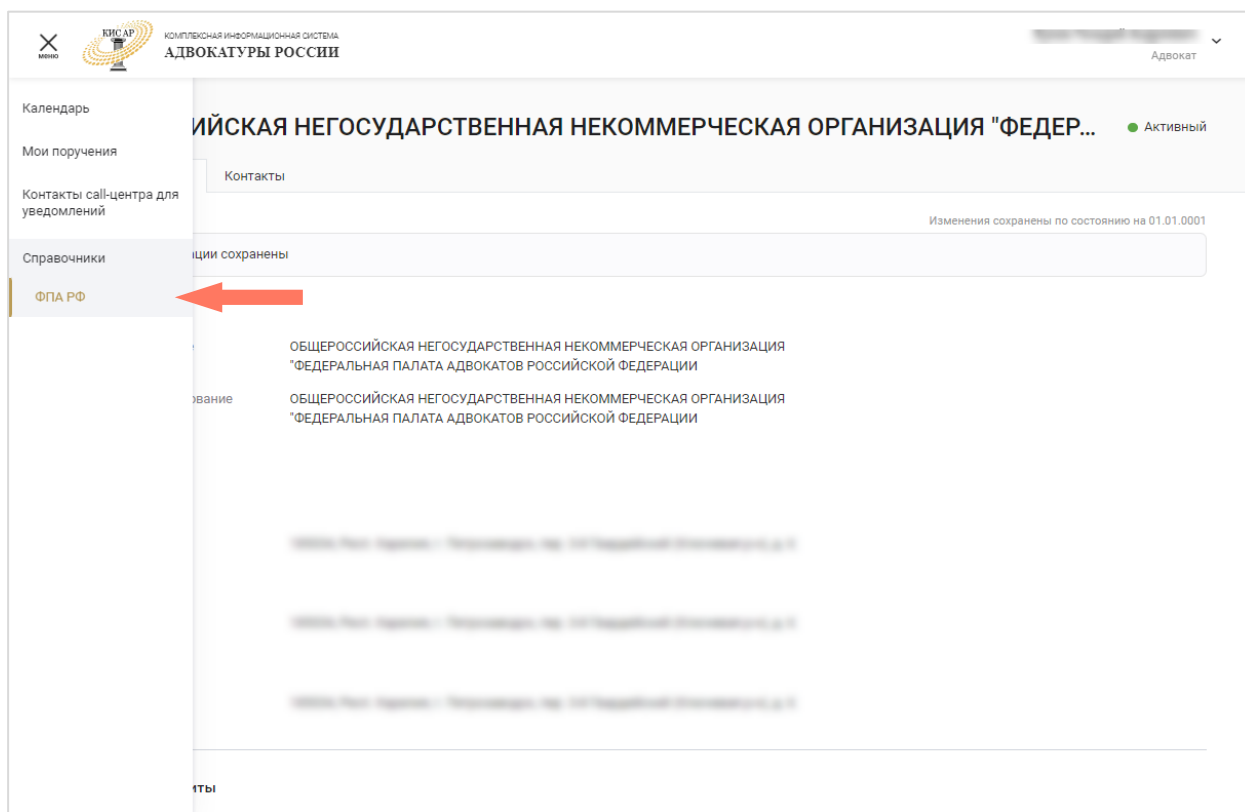 КИС АР
КОМПЛЕКСНАЯ ИНФОРМАЦИОННАЯ СИСТЕМА
АДВОКАТУРЫ РОССИИ
меню
Адвокат
Календарь
Мои поручения
Контакты call-центра для
уведомлений
Справочники
ФПА РФ
ИЙСКАЯ НЕГОСУДАРСТВЕННАЯ НЕКОММЕРЧЕСКАЯ ОРГАНИЗАЦИЯ "ФЕДЕР...
Активный
Контакты
Изменения сохранены по состоянию на 01.01.0001
ции сохранены
ОБЩЕРОССИЙСКАЯ НЕГОСУДАРСТВЕННАЯ НЕКОММЕРЧЕСКАЯ ОРГАНИЗАЦИЯ
"ФЕДЕРАЛЬНАЯ ПАЛАТА АДВОКАТОВ РОССИЙСКОЙ ФЕДЕРАЦИИ
ование
ОБЩЕРОССИЙСКАЯ НЕГОСУДАРСТВЕННАЯ НЕКОММЕРЧЕСКАЯ ОРГАНИЗАЦИЯ
"ФЕДЕРАЛЬНАЯ ПАЛАТА АДВОКАТОВ РОССИЙСКОЙ ФЕДЕРАЦИИ
иты